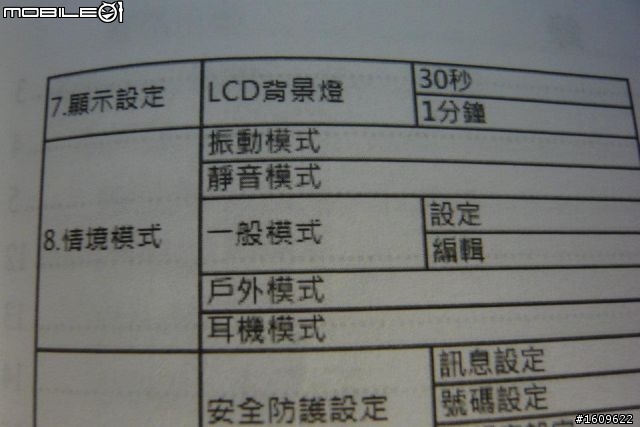 MOBILE01
7.顯示設定
LCD背景燈
30秒
1分鐘
8.情境模式
振動模式
靜音模式
一般模式
設定
編輯
戶外模式
耳機模式
安全防護設定
訊息設定
號碼設定
#1609622